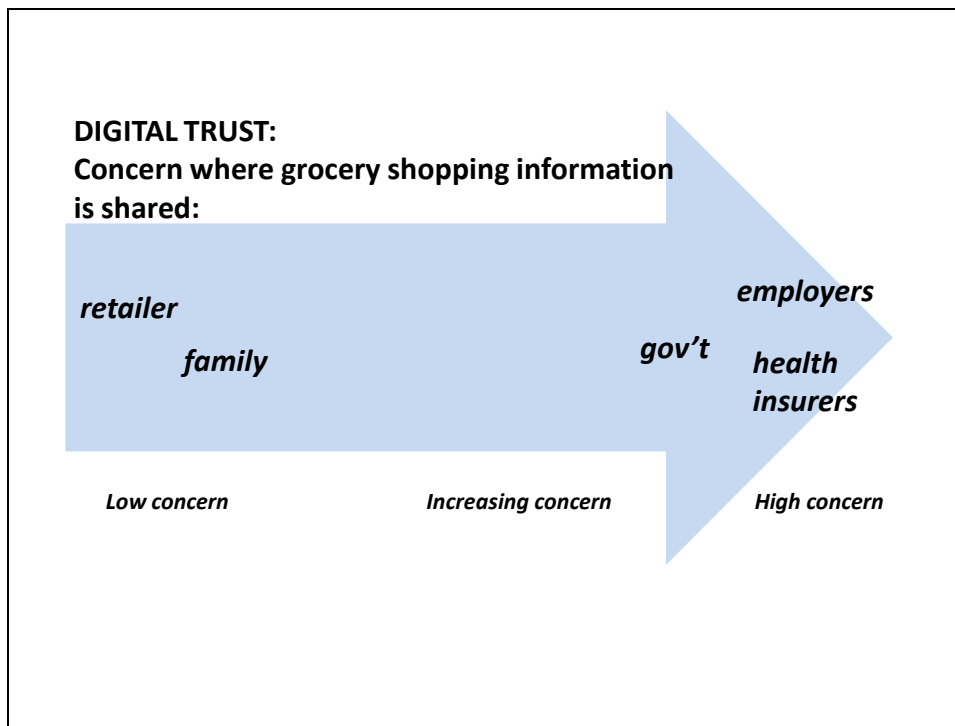 DIGITAL TRUST:
Concern where grocery shopping information
is shared:
retailer
family
gov’t
employers
health
insurers
Low concern
Increasing concern
High concern